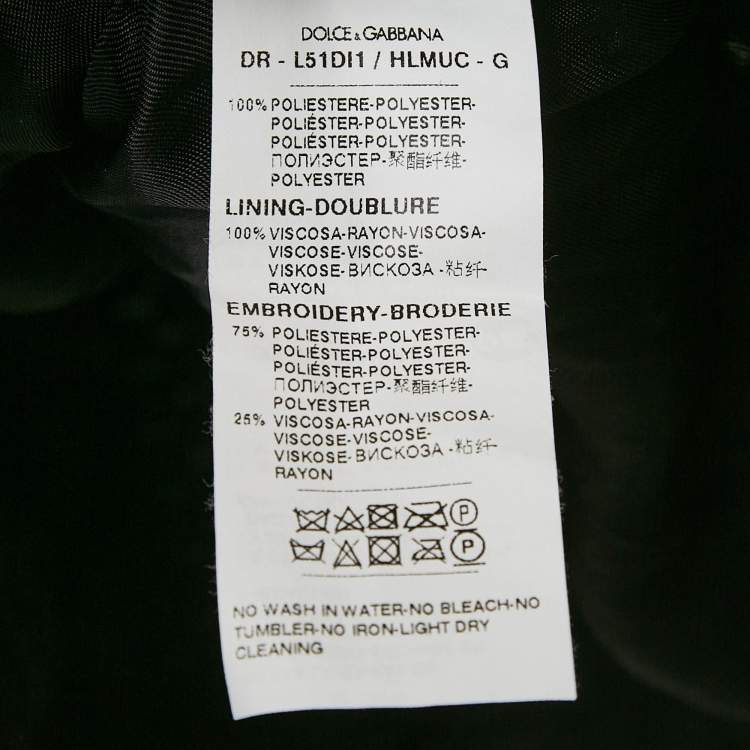 DOLCE & GABBANA
DR - L51DI1 / HLMUC - G
100% POLIESTERE-POLYESTER-
POLIÉSTER-POLYESTER-
POLIÉSTER-POLYESTER-
ПОЛИЭСТЕР-聚酯纤维-
POLYESTER
LINING-DOUBLURE
100% VISCOSA-RAYON-VISCOSA-
VISCOSE-VISCOSE-
VISKOSE-ВИСКОЗА -粘纤-
RAYON
EMBROIDERY-BRODERIE
75% POLIESTERE-POLYESTER-
POLIÉSTER-POLYESTER-
POLIÉSTER-POLYESTER-
ПОЛИЭСТЕР-聚酯纤维-
POLYESTER
25% VISCOSA-RAYON-VISCOSA-
VISCOSE-VISCOSE-
VISKOSE-ВИСКОЗА -粘纤-
RAYON
P
P
NO WASH IN WATER-NO BLEACH-NO
TUMBLER-NO IRON-LIGHT DRY
CLEANING